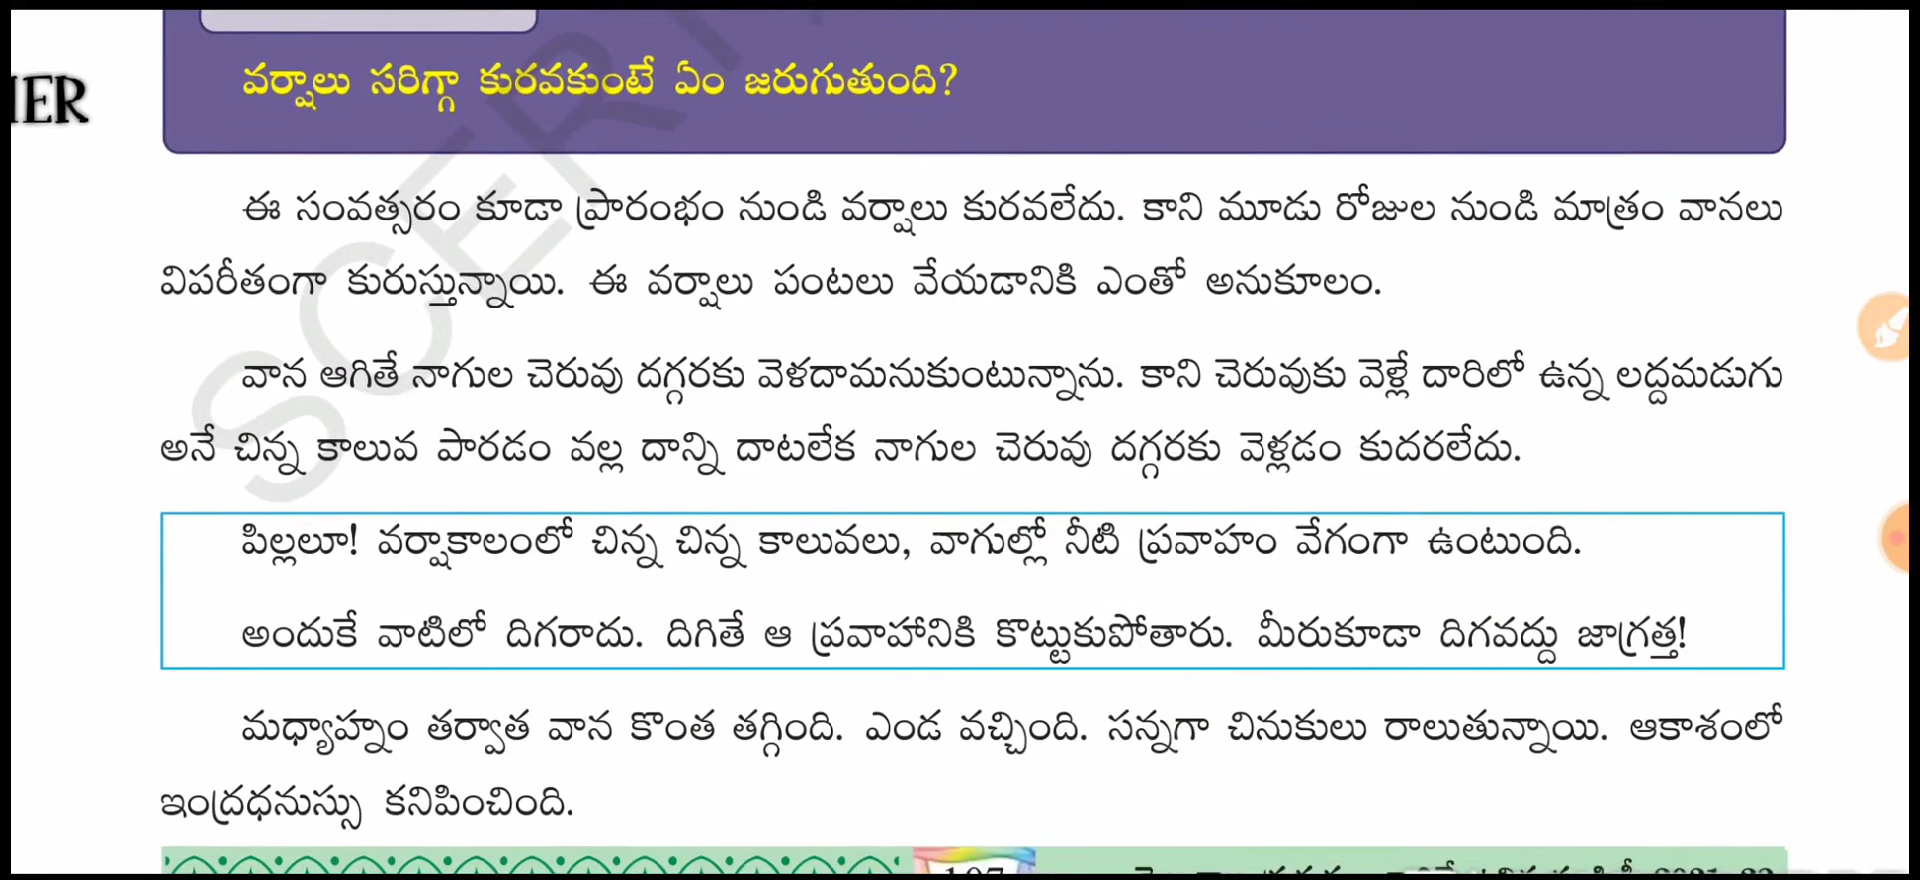 వర్షాలు సరిగ్గా కురవకుంటే ఏం జరుగుతుంది?
IER
ఈ సంవత్సరం కూడా ప్రారంభం నుండి వర్షాలు కురవలేదు. కాని మూడు రోజుల నుండి మాత్రం వానలు
విపరీతంగా కురుస్తున్నాయి. ఈ వర్షాలు పంటలు వేయడానికి ఎంతో అనుకూలం.
వాన ఆగితే నాగుల చెరువు దగ్గరకు వెళదామనుకుంటున్నాను. కాని చెరువుకు వెళ్లే దారిలో ఉన్న లద్దమడుగు
అనే చిన్న కాలువ పారడం వల్ల దాన్ని దాటలేక నాగుల చెరువు దగ్గరకు వెళ్లడం కుదరలేదు.
పిల్లలూ! వర్షాకాలంలో చిన్న చిన్న కాలువలు, వాగుల్లో నీటి ప్రవాహం వేగంగా ఉంటుంది.
అందుకే వాటిలో దిగరాదు. దిగితే ఆ ప్రవాహానికి కొట్టుకుపోతారు. మీరుకూడా దిగవద్దు జాగ్రత్త!
మధ్యాహ్నం తర్వాత వాన కొంత తగ్గింది. ఎండ వచ్చింది. సన్నగా చినుకులు రాలుతున్నాయి. ఆకాశంలో
ఇంద్రధనుస్సు కనిపించింది.
SCERT